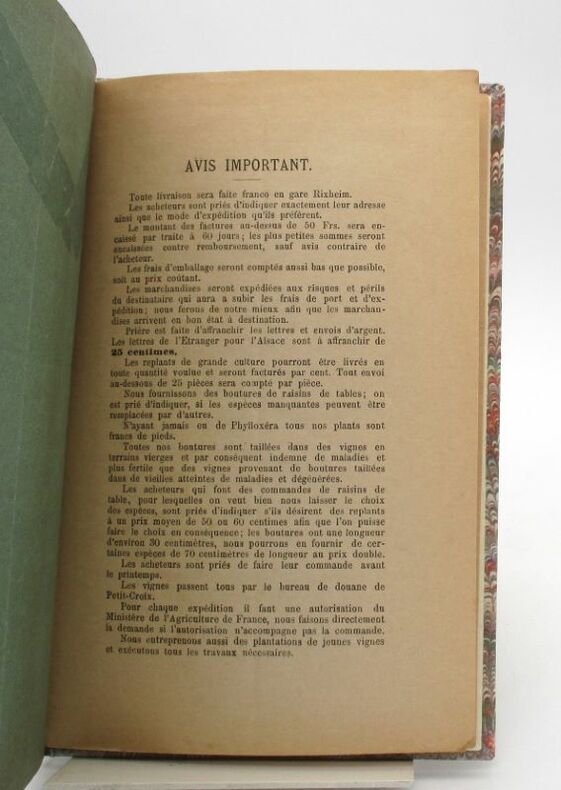 AVIS IMPORTANT.
Toute livraison sera faite franco en gare Rixheim.
Les acheteurs sont priés d'indiquer exactement leur adresse
ainsi que le mode d'expédition qu'ils préfèrent.
Le montant des factures au-dessus de 50 Frs. sera en-
caissé par traite à 60 jours; les plus petites sommes seront
encaissées contre remboursement, sauf avis contraire de
l'acheteur.
Les frais d'emballage seront comptés aussi bas que possible,
soit au prix coûtant.
Les marchandises seront expédiées aux risques et périls
du destinataire qui aura a subir les frais de port et d'ex-
pédition; nous ferons de notre mieux afin que les marchan-
dises arrivent en bon état à destination.
Prière est faite d'affranchir les lettres et envois d'argent.
Les lettres de l'Etranger pour l'Alsace sont à affranchir de
25 centimes.
Les replants de grande culture pourront être livrés en
toute quantité voulue et seront facturés par cent. Tout envoi
au-dessous de 25 pièces sera compté par pièce.
Nous fournissons des boutures de raisins de tables; on
est prié d'indiquer, si les espèces manquantes peuvent être
remplacées par d'autres.
N'ayant jamais eu de Phylloxéra tous nos plants sont
francs de pieds.
Toutes nos boutures sont taillées dans des vignes en
terrains vierges et par conséquent indemne de maladies et
plus fertile que des vignes provenant de boutures taillées
dans de vieilles atteintes de maladies et dégénérées.
Les acheteurs qui font des commandes de raisins de
table, pour lesquelles on veut bien nous laisser le choix
des espèces, sont priés d'indiquer s'ils désirent des replants
à un prix moyen de 50 ou 60 centimes afin que l'on puisse
faire le choix en conséquence; les boutures ont une longueur
d'environ 30 centimètres, nous pourrons en fournir de cer-
taines espèces de 70 centimètres de longueur au prix double.
Les acheteurs sont priés de faire leur commande avant
le printemps.
Les vignes passent tous par le bureau de douane de
Petit-Croix.
Pour chaque expédition il faut une autorisation du
Ministère de l'Agriculture de France, nous faisons directement
la demande si l'autorisation n'accompagne pas la commande.
Nous entreprenons aussi des plantations de jeunes vignes
et exécutons tous les travaux nécessaires.